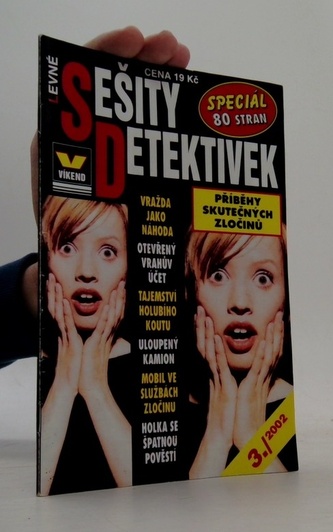 LEVNĚ
CENA 19 Kč
SEŠITY
DETEKTIVEK
SPECIÁL
80 STRAN
VÍKEND
PŘÍBĚHY
SKUTEČNÝCH
ZLOČINŮ
VRAŽDA
JAKO
NÁHODA
OTEVŘENÝ
VRAHŮV
ÚČET
TAJEMSTVÍ
HOLUBÍHO
KOUTU
ULOUPENÝ
KAMION
MOBIL VE
SLUŽBÁCH
ZLOČINU
HOLKA SE
ŠPATNOU
POVĚSTÍ
3./2002